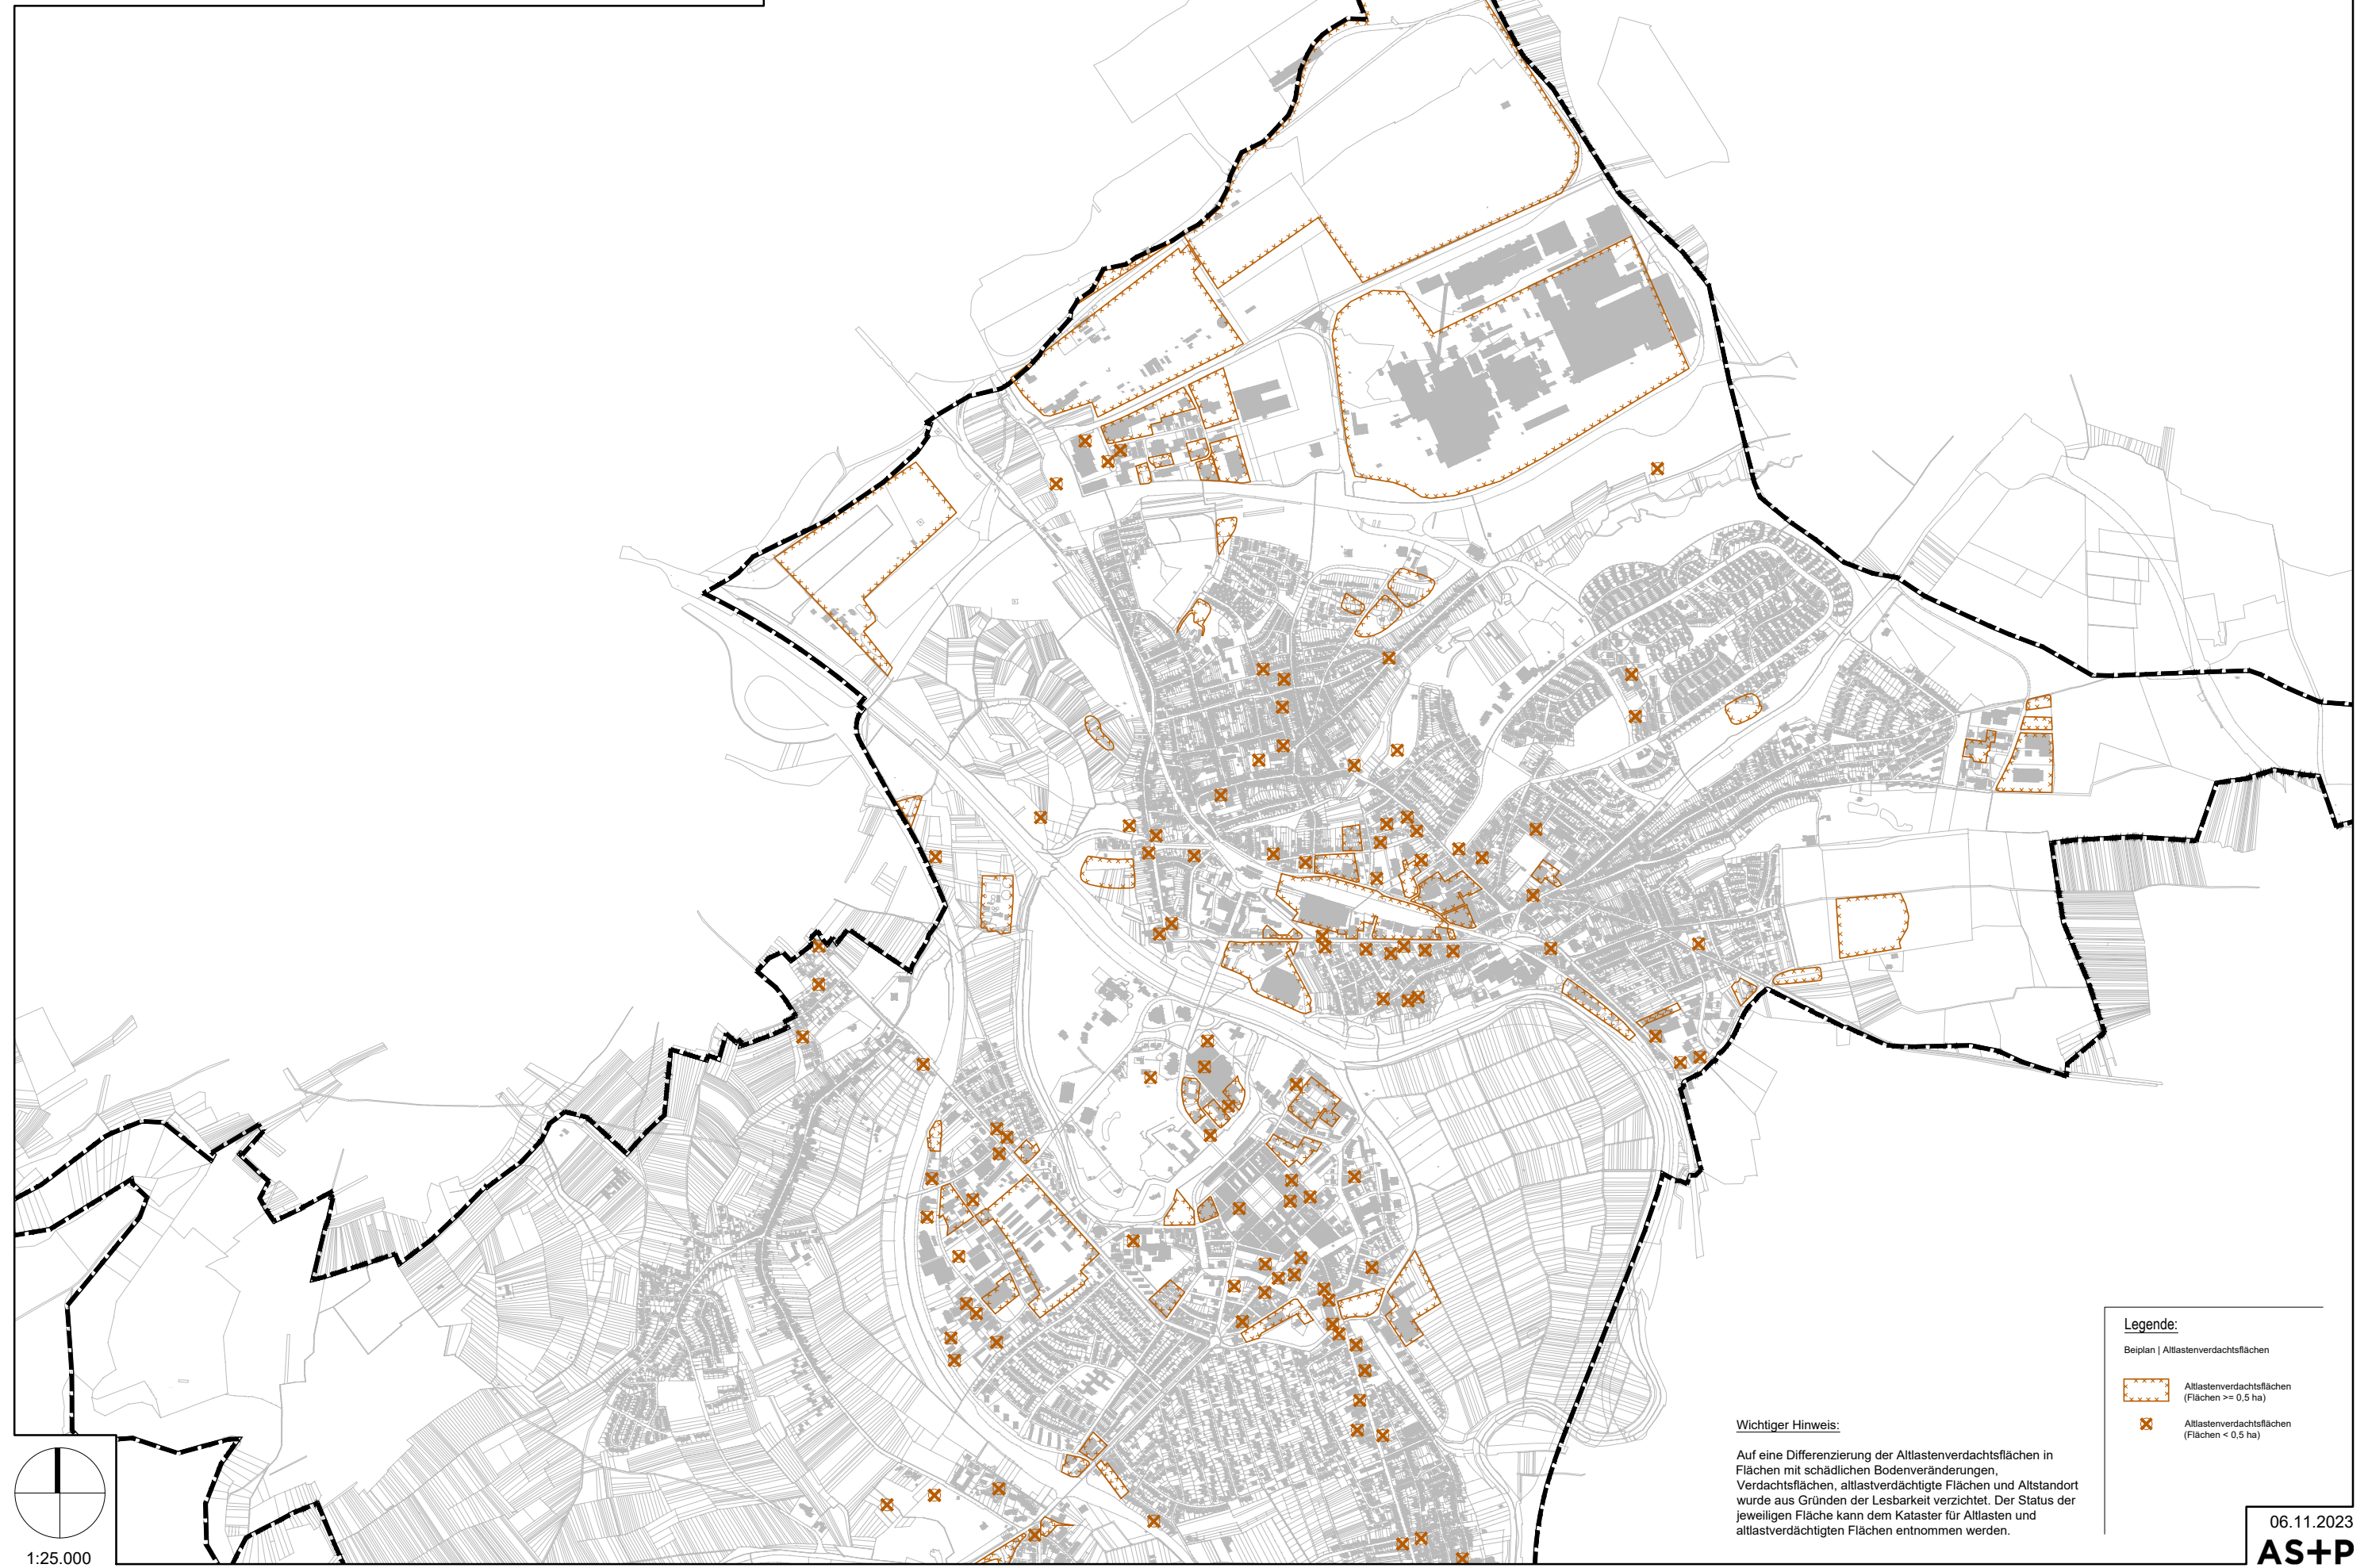 Legende:
Beiplan | Altlastenverdachtsflächen
Altlastenverdachtsflächen
(Flächen >= 0,5 ha)
Altlastenverdachtsflächen
(Flächen < 0,5 ha)
Wichtiger Hinweis:
Auf eine Differenzierung der Altlastenverdachtsflächen in
Flächen mit schädlichen Bodenveränderungen,
Verdachtsflächen, altlastverdächtigte Flächen und Altstandort
wurde aus Gründen der Lesbarkeit verzichtet. Der Status der
jeweiligen Fläche kann dem Kataster für Altlasten und
altlastverdächtigten Flächen entnommen werden.
1:25.000
06.11.2023
AS+P